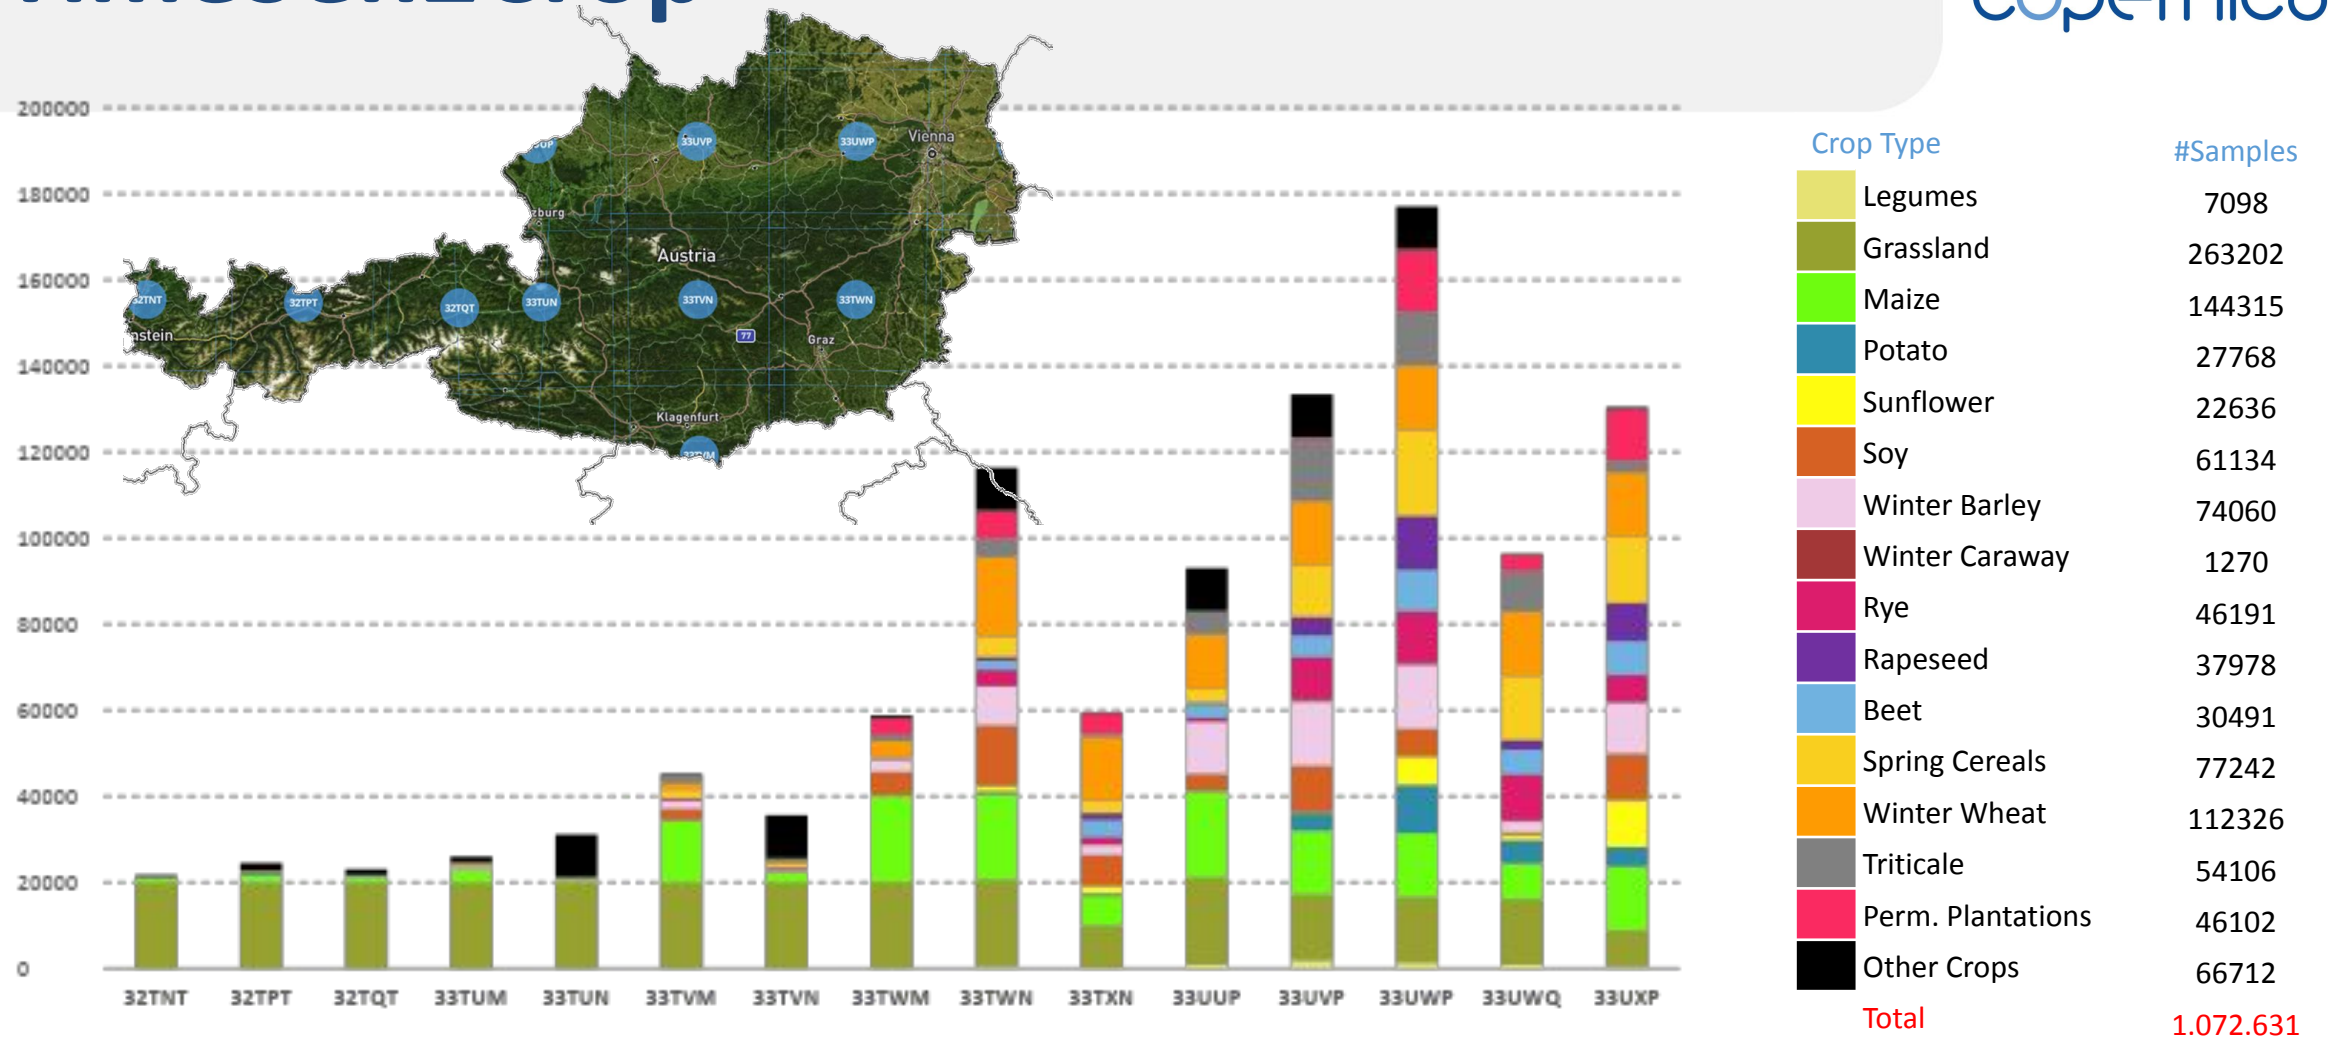 200000
180000
160000
140000
120000
100000
80000
60000
40000
20000
0
33UVP
33UWP
Vienna
zburg
Austria
32TNT
32TPT
32TQT
33TUN
33TVN
33TWN
nstein
77
Graz
Klagenfurt
33TVM
32TNT 32TPT 32TQT 33TUM 33TUN 33TVM 33TVN 33TWM 33TWN 33TXN 33UUP 33UVP 33UWP 33UWQ 33UXP
Crop Type #Samples
Legumes 7098
Grassland 263202
Maize 144315
Potato 27768
Sunflower 22636
Soy 61134
Winter Barley 74060
Winter Caraway 1270
Rye 46191
Rapeseed 37978
Beet 30491
Spring Cereals 77242
Winter Wheat 112326
Triticale 54106
Perm. Plantations 46102
Other Crops 66712
Total 1.072.631